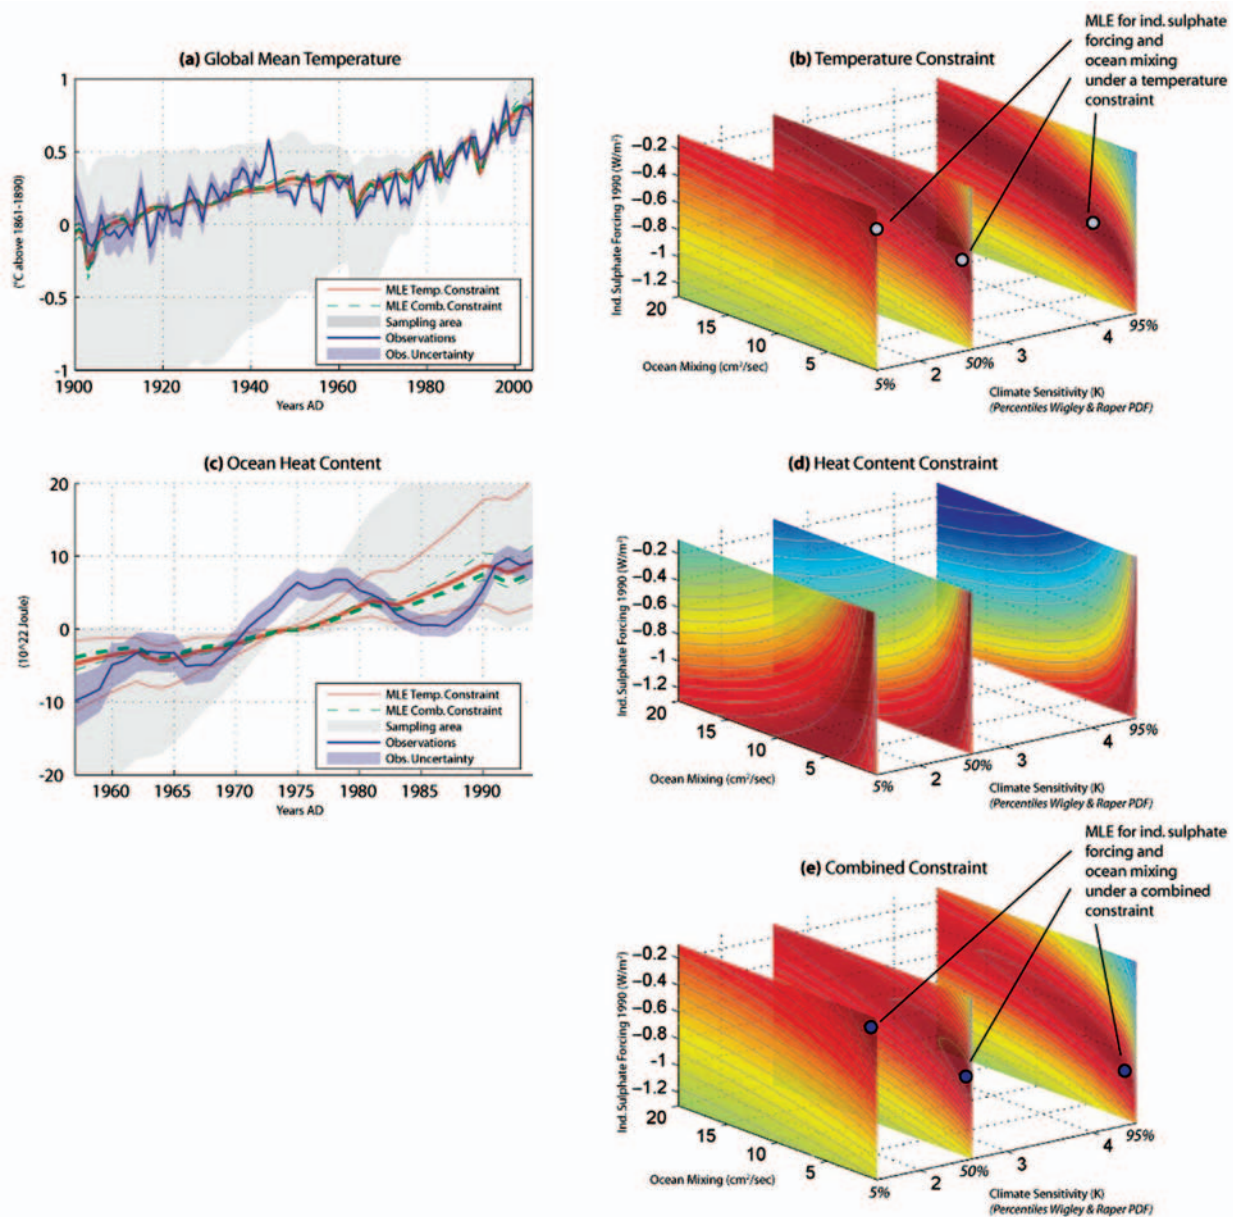 (a) Global Mean Temperature
1
0.5
0
-0.5
-1
(°C above 1861-1890)
MLE Temp. Constraint
MLE Comb. Constraint
Sampling area
Observations
Obs. Uncertainty
1900 1920 1940 1960 1980 2000
Years AD
(b) Temperature Constraint
MLE for ind. sulphate
forcing and
ocean mixing
under a temperature
constraint
Ind. Sulphate Forcing 1990 (W/m²)
−0.2
−0.4
−0.6
−0.8
−1
−1.2
20
15
10
5
Ocean Mixing (cm²/sec)
5%
2
50%
3
4
95%
Climate Sensitivity (K)
(Percentiles Wigley & Raper PDF)
(c) Ocean Heat Content
20
10
0
-10
-20
(10^22 Joule)
MLE Temp. Constraint
MLE Comb. Constraint
Sampling area
Observations
Obs. Uncertainty
1960 1965 1970 1975 1980 1985 1990
Years AD
(d) Heat Content Constraint
Ind. Sulphate Forcing 1990 (W/m²)
−0.2
−0.4
−0.6
−0.8
−1
−1.2
20
15
10
5
Ocean Mixing (cm²/sec)
5%
2
50%
3
4
95%
Climate Sensitivity (K)
(Percentiles Wigley & Raper PDF)
(e) Combined Constraint
MLE for ind. sulphate
forcing and
ocean mixing
under a combined
constraint
Ind. Sulphate Forcing 1990 (W/m²)
−0.2
−0.4
−0.6
−0.8
−1
−1.2
20
15
10
5
Ocean Mixing (cm²/sec)
5%
2
50%
3
4
95%
Climate Sensitivity (K)
(Percentiles Wigley & Raper PDF)